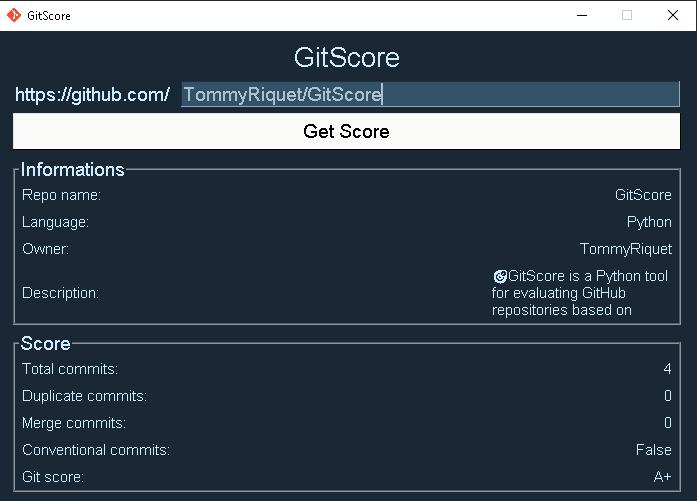 GitScore
GitScore
https://github.com/ TommyRiquet/GitScore
Get Score
Informations
Repo name: GitScore
Language: Python
Owner: TommyRiquet
Description: GitScore is a Python tool
for evaluating GitHub
repositories based on
Score
Total commits: 4
Duplicate commits: 0
Merge commits: 0
Conventional commits: False
Git score: A+